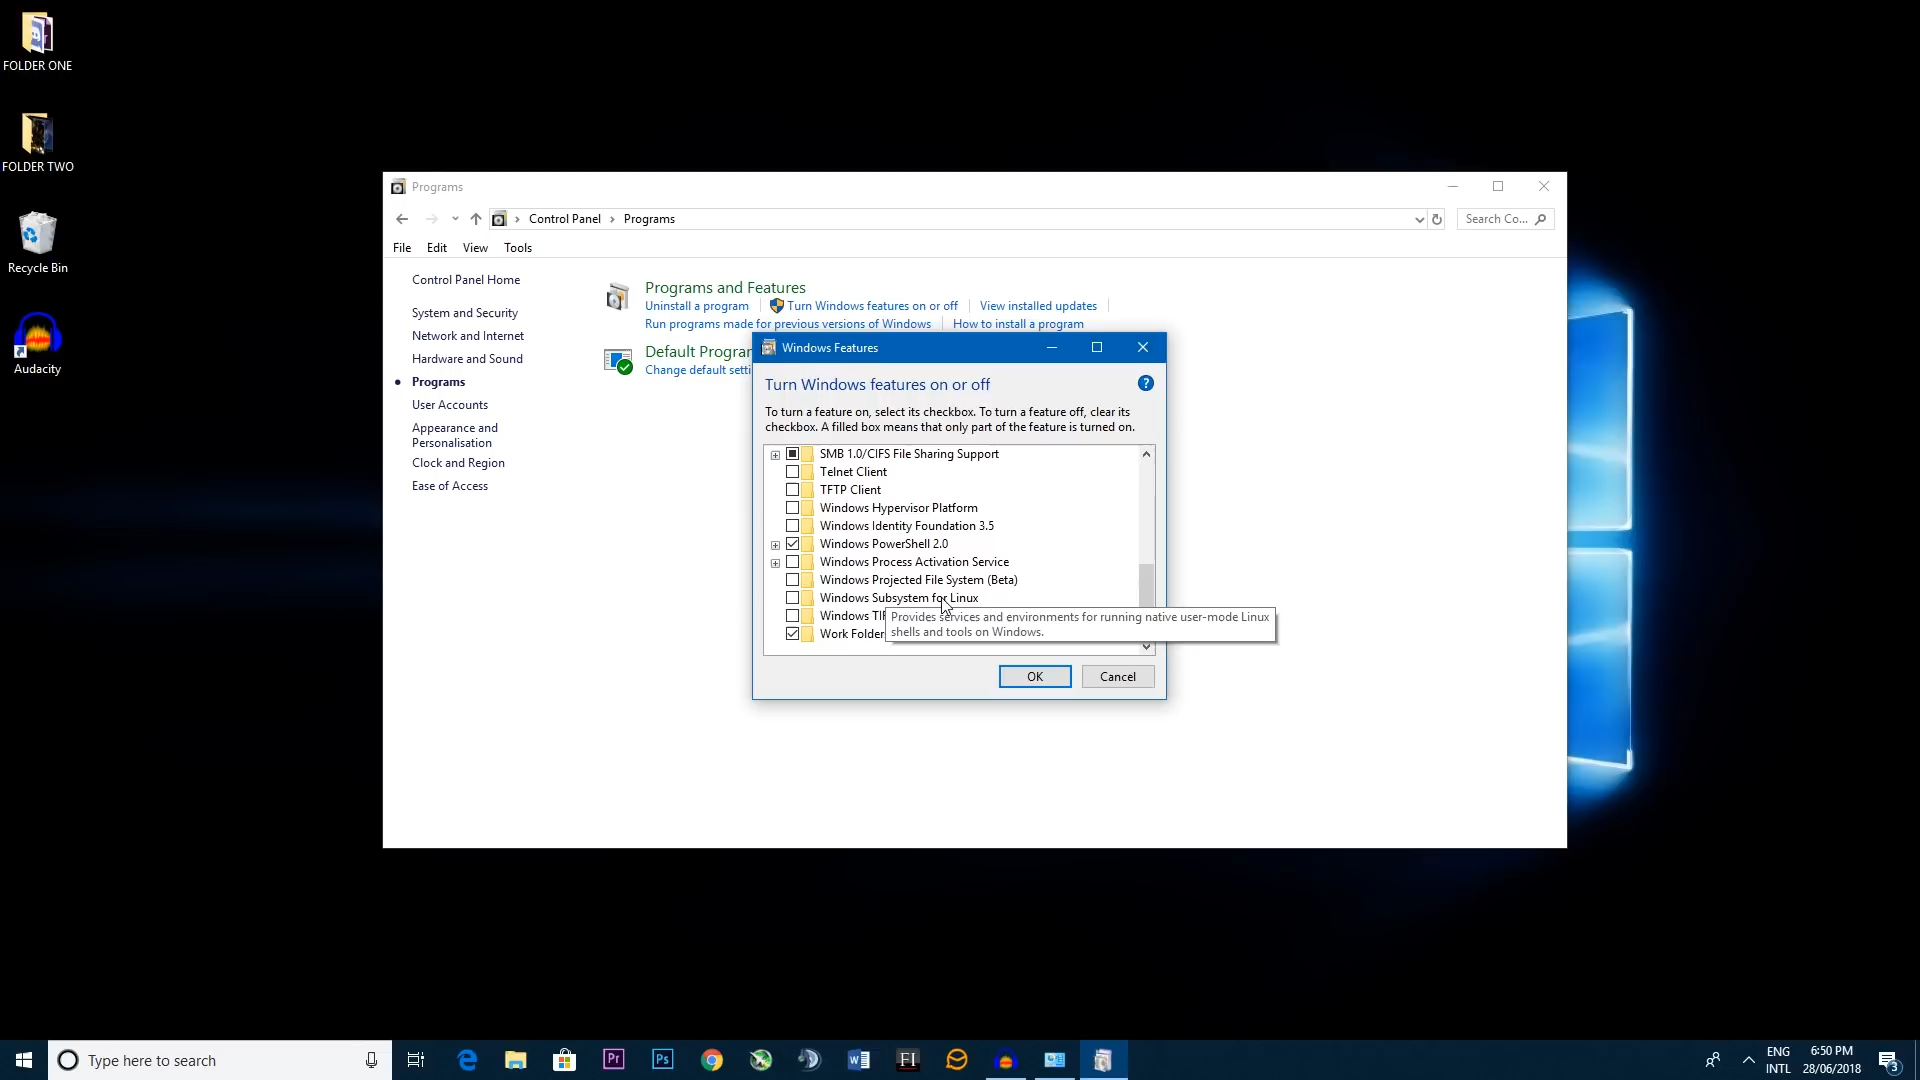 FOLDER ONE
FOLDER TWO
Recycle Bin
Audacity
Programs
Control Panel
Programs
Search Co...
File
Edit
View
Tools
Control Panel Home
System and Security
Network and Internet
Hardware and Sound
Programs
User Accounts
Appearance and
Personalisation
Clock and Region
Ease of Access
Programs and Features
Uninstall a program
Turn Windows features on or off
View installed updates
Run programs made for previous versions of Windows
How to install a program
Default Progra
Change default setti
Windows Features
Turn Windows features on or off
To turn a feature on, select its checkbox. To turn a feature off, clear its
checkbox. A filled box means that only part of the feature is turned on.
SMB 1.0/CIFS File Sharing Support
Telnet Client
TFTP Client
Windows Hypervisor Platform
Windows Identity Foundation 3.5
Windows PowerShell 2.0
Windows Process Activation Service
Windows Projected File System (Beta)
Windows Subsystem for Linux
Windows TIF
Work Folder
Provides services and environments for running native user-mode Linux
shells and tools on Windows.
OK
Cancel
Type here to search
Pr
Ps
FI
ENG
INTL
6:50 PM
28/06/2018
3